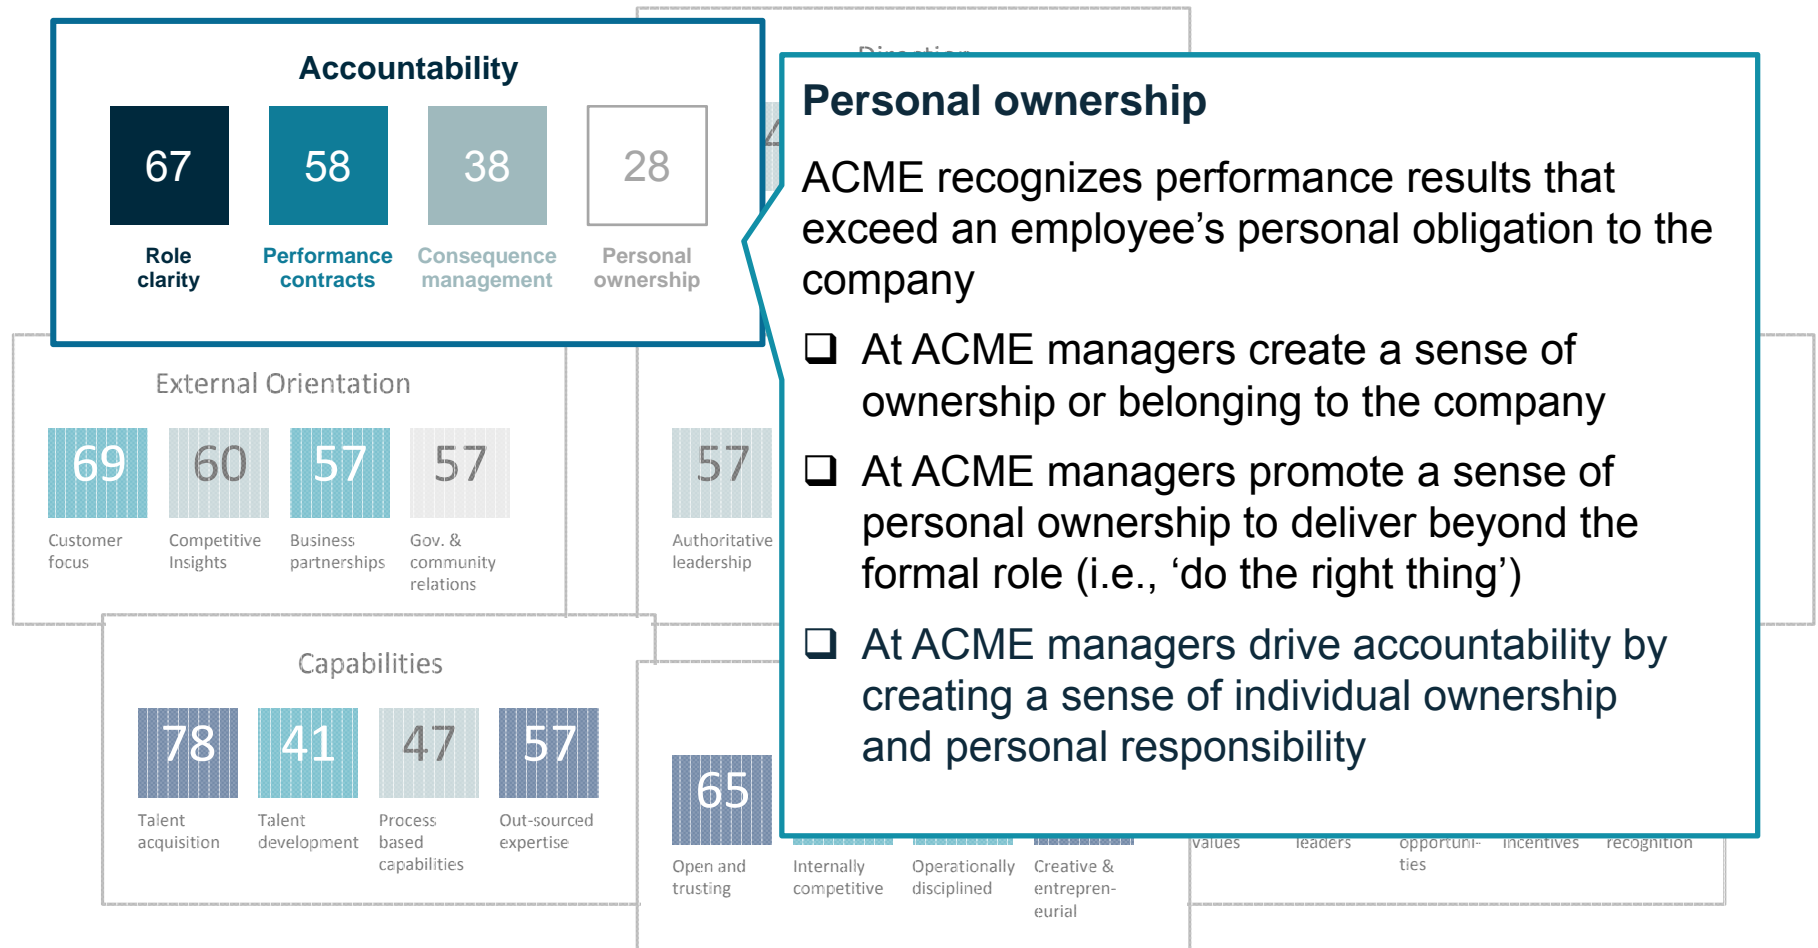 Accountability
67
58
38
28
Role
clarity
Performance
contracts
Consequence
management
Personal
ownership
Personal ownership
ACME recognizes performance results that
exceed an employee’s personal obligation to the
company
❑ At ACME managers create a sense of
ownership or belonging to the company
❑ At ACME managers promote a sense of
personal ownership to deliver beyond the
formal role (i.e., ‘do the right thing’)
❑ At ACME managers drive accountability by
creating a sense of individual ownership
and personal responsibility
External Orientation
69
60
57
57
Customer
focus
Competitive
Insights
Business
partnerships
Gov. &
community
relations
57
Authoritative
leadership
Capabilities
78
41
47
57
Talent
acquisition
Talent
development
Process
based
capabilities
Out-sourced
expertise
65
Open and
trusting
Internally
competitive
Operationally
disciplined
Creative &
entrepren-
eurial
values
leaders
opportuni-
ties
incentives
recognition